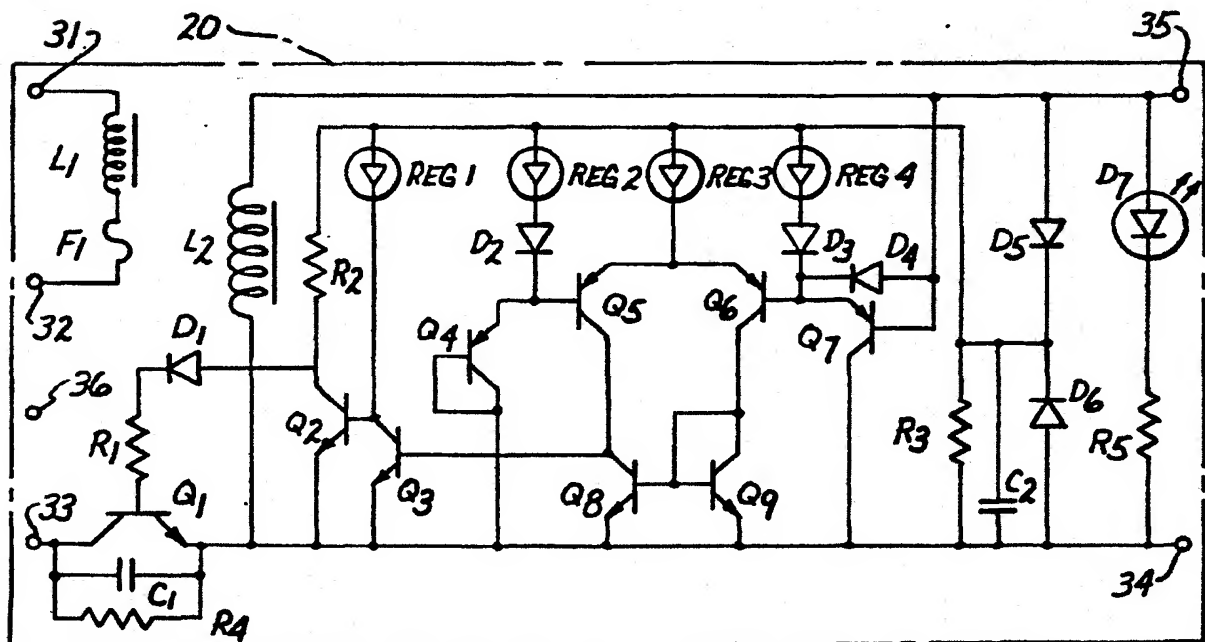 31
20
35
L1
REG 1
REG 2
REG 3
REG 4
D7
F1
L2
R2
D2
D3
D4
D5
32
D1
Q4
Q5
Q6
Q7
36
R1
Q2
R3
D6
R5
Q3
Q8
Q9
C2
33
Q1
C1
R4
34